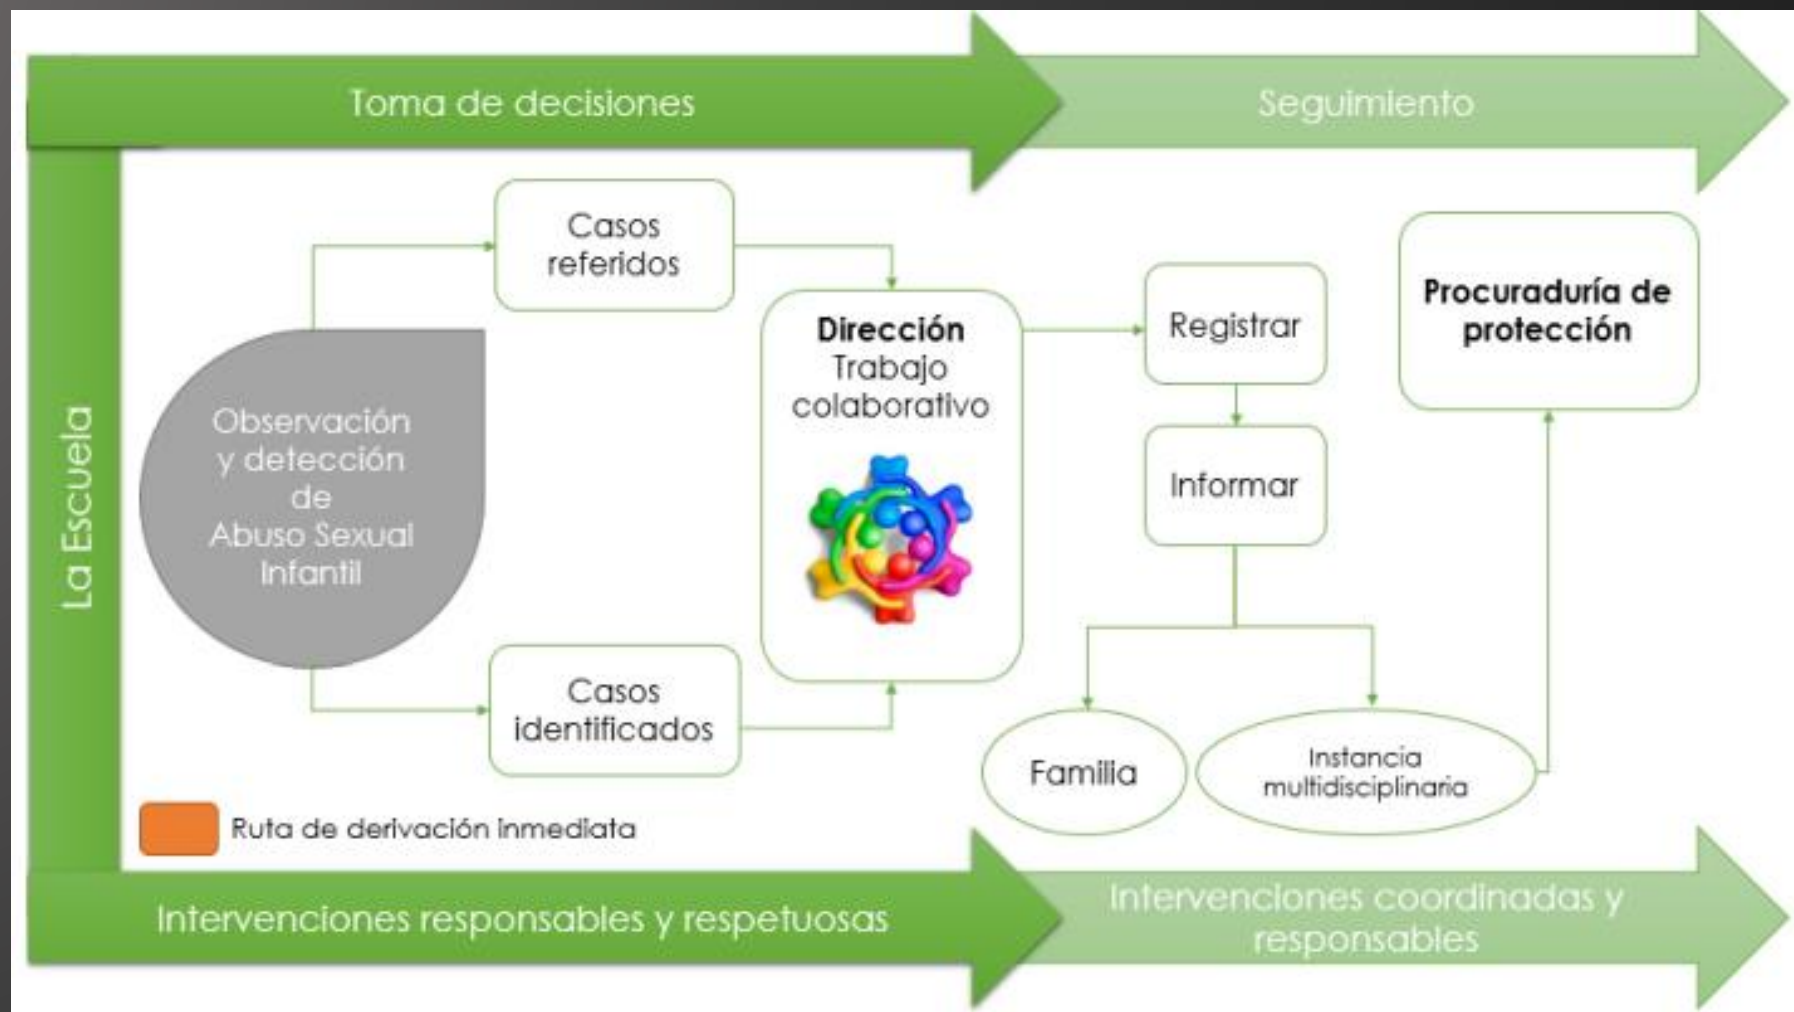 Toma de decisiones
Seguimiento
La Escuela
Observación
y detección
de
Abuso Sexual
Infantil
Casos
referidos
Casos
identificados
Dirección
Trabajo
colaborativo
Registrar
Informar
Familia
Instancia
multidisciplinaria
Procuraduría de
protección
Ruta de derivación inmediata
Intervenciones responsables y respetuosas
Intervenciones coordinadas y
responsables